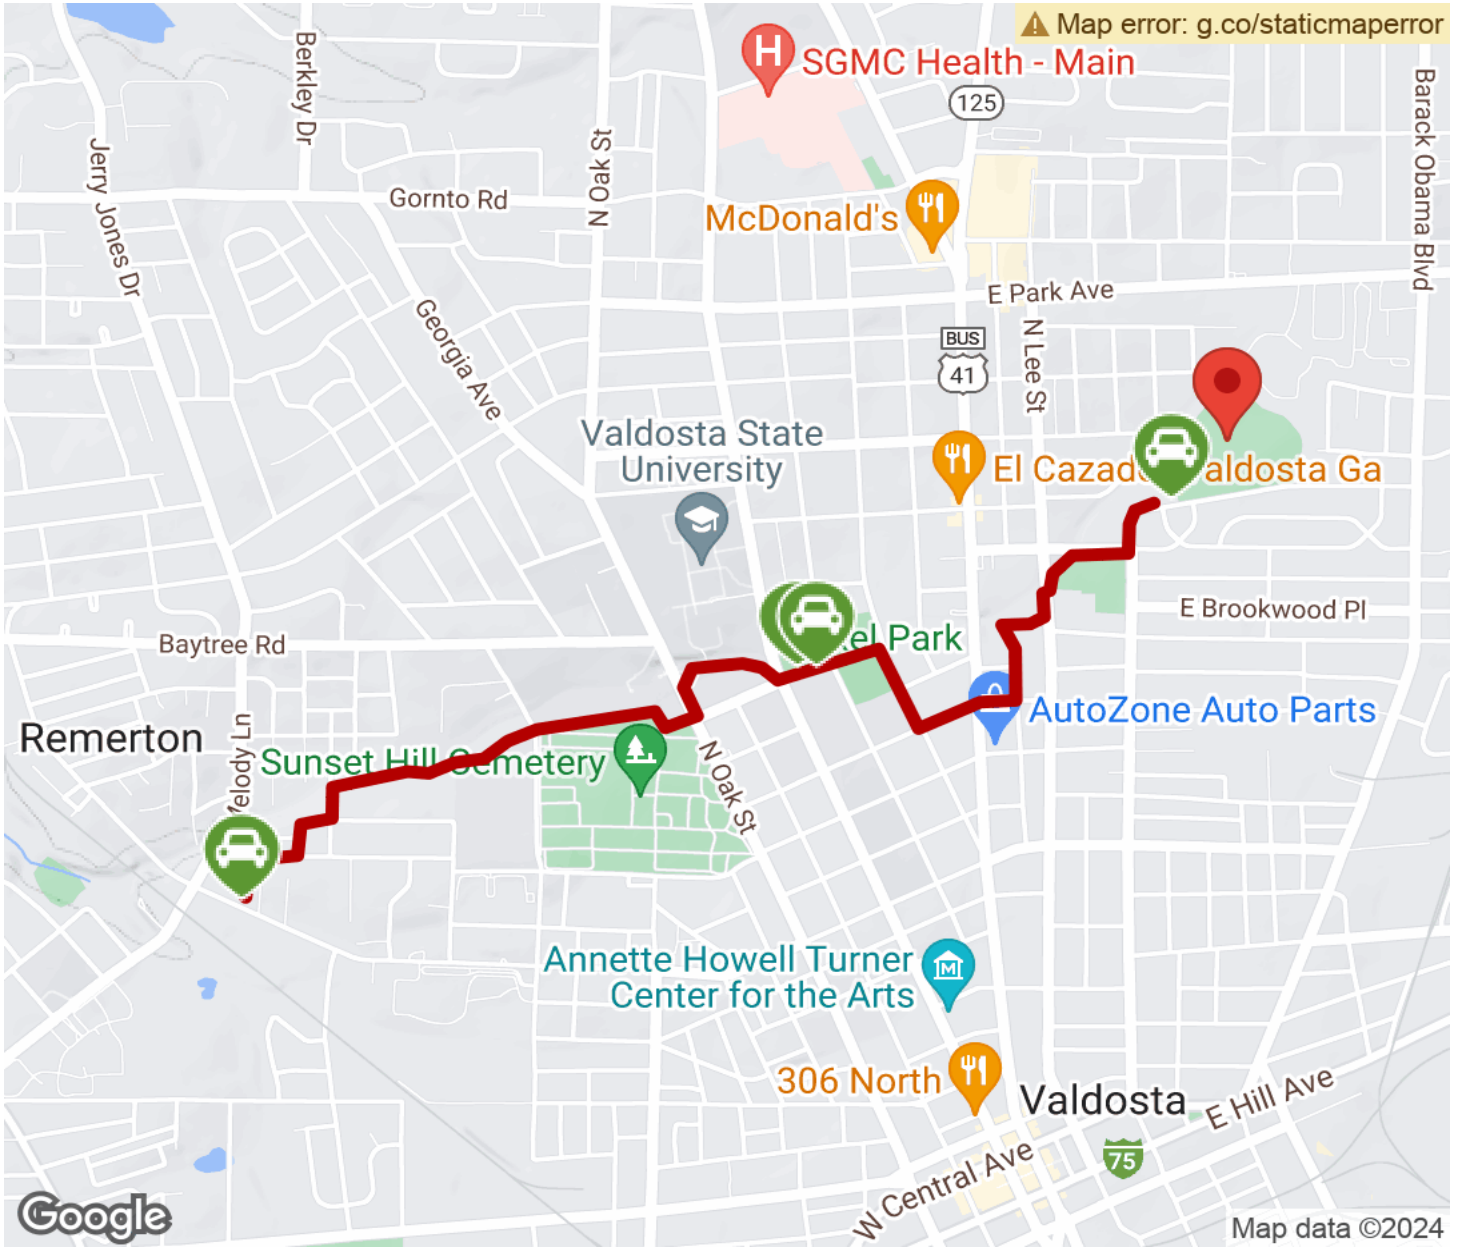 Map error: g.co/staticmaperror
SGMC Health - Main
125
Berkley Dr
Barack Obama Blvd
Jerry Jones Dr
N Oak St
Gornto Rd
McDonald's
E Park Ave
Georgia Ave
N Lee St
BUS
41
Valdosta State
University
El Cazado
aldosta Ga
E Brookwood Pl
Baytree Rd
Park
AutoZone Auto Parts
Remerton
Melody Ln
Sunset Hill Cemetery
N Oak St
Annette Howell Turner
Center for the Arts
306 North
Valdosta
E Hill Ave
75
W Central Ave
Google
Map data ©2024